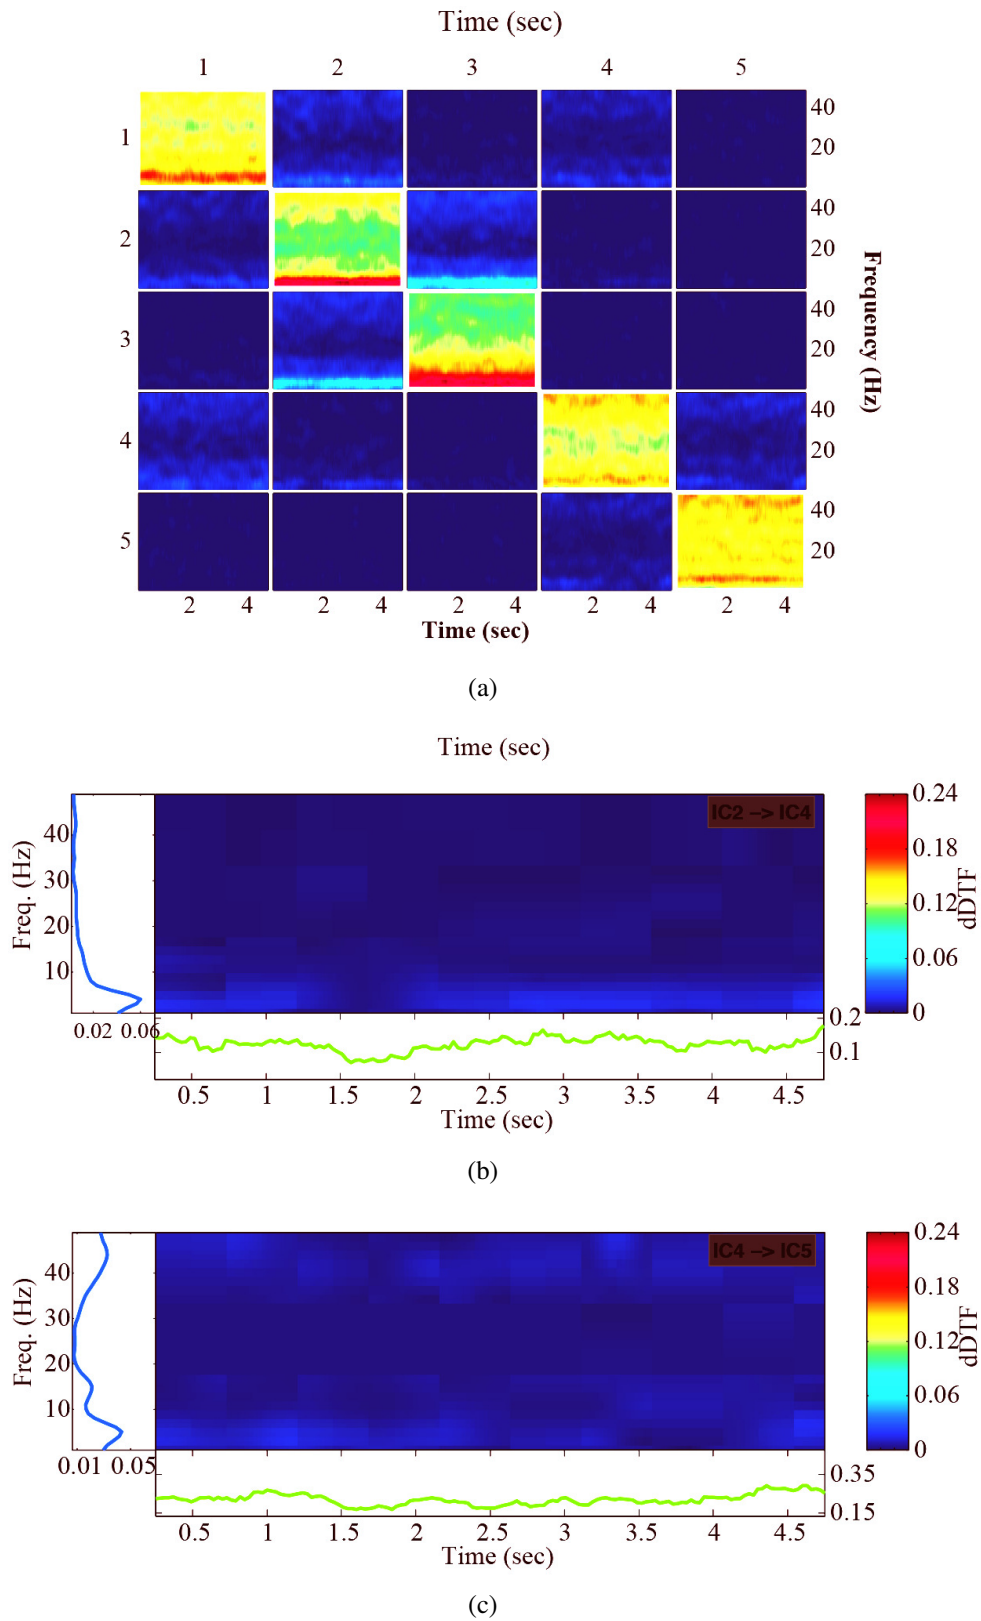 Time (sec)
1 2 3 4 5
1 40 20
2 40 20
3 40 20
4 40 20
5 40 20
Frequency (Hz)
2 4 2 4 2 4 2 4 2 4
Time (sec)
(a)
Time (sec)
IC2 –> IC4
Freq. (Hz)
40
30
20
10
0.02 0.06
0.24
0.18
0.12
0.06
0
dDTF
0.2
0.1
0.5 1 1.5 2 2.5 3 3.5 4 4.5
Time (sec)
(b)
IC4 –> IC5
Freq. (Hz)
40
30
20
10
0.01 0.05
0.24
0.18
0.12
0.06
0
dDTF
0.35
0.15
0.5 1 1.5 2 2.5 3 3.5 4 4.5
Time (sec)
(c)